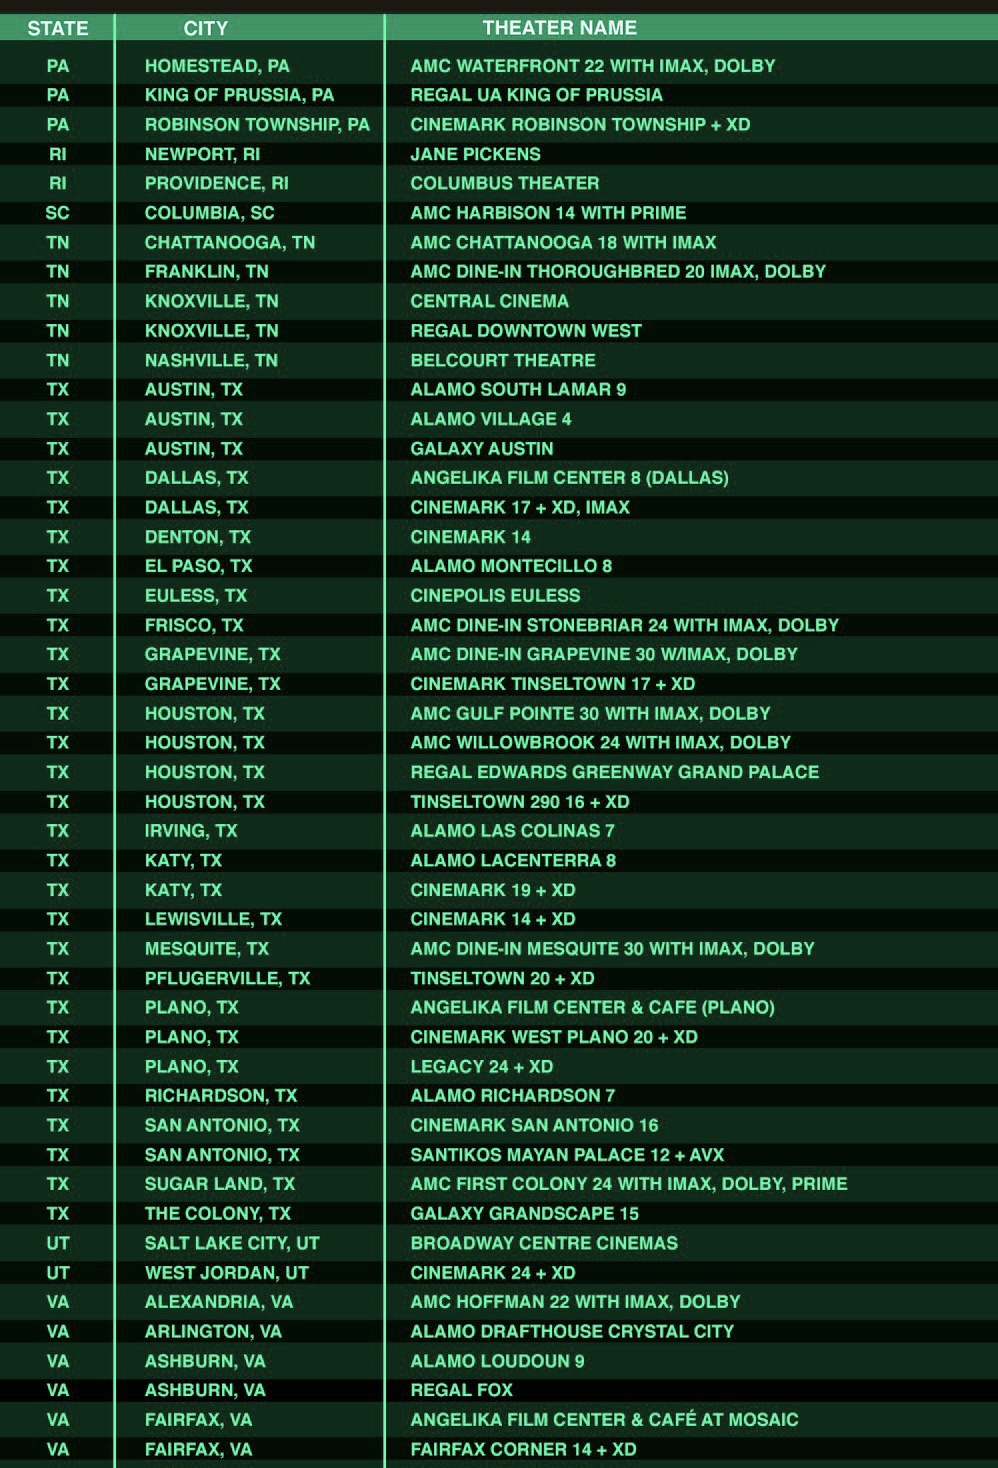 STATE CITY THEATER NAME
PA HOMESTEAD, PA AMC WATERFRONT 22 WITH IMAX, DOLBY
PA KING OF PRUSSIA, PA REGAL UA KING OF PRUSSIA
PA ROBINSON TOWNSHIP, PA CINEMARK ROBINSON TOWNSHIP + XD
RI NEWPORT, RI JANE PICKENS
RI PROVIDENCE, RI COLUMBUS THEATER
SC COLUMBIA, SC AMC HARBISON 14 WITH PRIME
TN CHATTANOOGA, TN AMC CHATTANOOGA 18 WITH IMAX
TN FRANKLIN, TN AMC DINE-IN THOROUGHBRED 20 IMAX, DOLBY
TN KNOXVILLE, TN CENTRAL CINEMA
TN KNOXVILLE, TN REGAL DOWNTOWN WEST
TN NASHVILLE, TN BELCOURT THEATRE
TX AUSTIN, TX ALAMO SOUTH LAMAR 9
TX AUSTIN, TX ALAMO VILLAGE 4
TX AUSTIN, TX GALAXY AUSTIN
TX DALLAS, TX ANGELIKA FILM CENTER 8 (DALLAS)
TX DALLAS, TX CINEMARK 17 + XD, IMAX
TX DENTON, TX CINEMARK 14
TX EL PASO, TX ALAMO MONTECILLO 8
TX EULESS, TX CINEPOLIS EULESS
TX FRISCO, TX AMC DINE-IN STONEBRIAR 24 WITH IMAX, DOLBY
TX GRAPEVINE, TX AMC DINE-IN GRAPEVINE 30 W/IMAX, DOLBY
TX GRAPEVINE, TX CINEMARK TINSELTOWN 17 + XD
TX HOUSTON, TX AMC GULF POINTE 30 WITH IMAX, DOLBY
TX HOUSTON, TX AMC WILLOWBROOK 24 WITH IMAX, DOLBY
TX HOUSTON, TX REGAL EDWARDS GREENWAY GRAND PALACE
TX HOUSTON, TX TINSELTOWN 290 16 + XD
TX IRVING, TX ALAMO LAS COLINAS 7
TX KATY, TX ALAMO LACENTERRA 8
TX KATY, TX CINEMARK 19 + XD
TX LEWISVILLE, TX CINEMARK 14 + XD
TX MESQUITE, TX AMC DINE-IN MESQUITE 30 WITH IMAX, DOLBY
TX PFLUGERVILLE, TX TINSELTOWN 20 + XD
TX PLANO, TX ANGELIKA FILM CENTER & CAFE (PLANO)
TX PLANO, TX CINEMARK WEST PLANO 20 + XD
TX PLANO, TX LEGACY 24 + XD
TX RICHARDSON, TX ALAMO RICHARDSON 7
TX SAN ANTONIO, TX CINEMARK SAN ANTONIO 16
TX SAN ANTONIO, TX SANTIKOS MAYAN PALACE 12 + AVX
TX SUGAR LAND, TX AMC FIRST COLONY 24 WITH IMAX, DOLBY, PRIME
TX THE COLONY, TX GALAXY GRANDSCAPE 15
UT SALT LAKE CITY, UT BROADWAY CENTRE CINEMAS
UT WEST JORDAN, UT CINEMARK 24 + XD
VA ALEXANDRIA, VA AMC HOFFMAN 22 WITH IMAX, DOLBY
VA ARLINGTON, VA ALAMO DRAFTHOUSE CRYSTAL CITY
VA ASHBURN, VA ALAMO LOUDOUN 9
VA ASHBURN, VA REGAL FOX
VA FAIRFAX, VA ANGELIKA FILM CENTER & CAFÉ AT MOSAIC
VA FAIRFAX, VA FAIRFAX CORNER 14 + XD